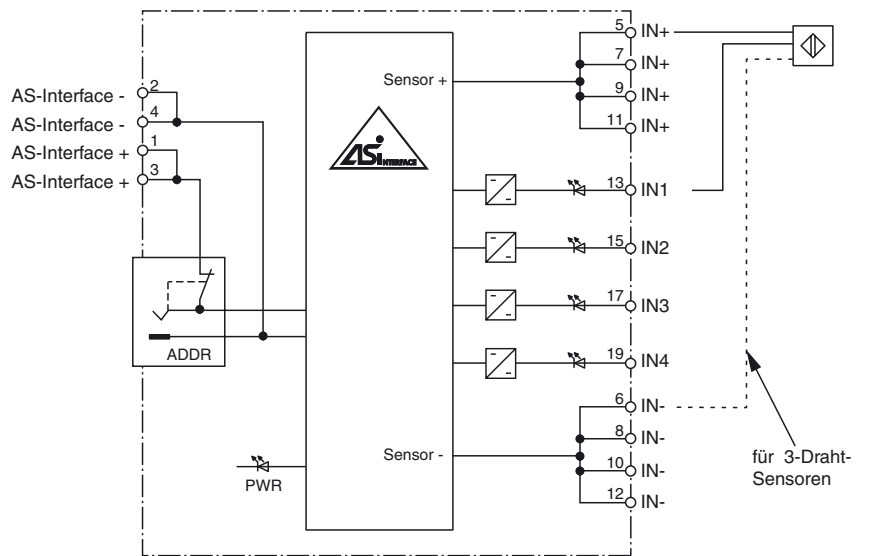 5 IN+
7 IN+
Sensor +
9 IN+
11 IN+
AS-Interface - 2
AS-Interface - 4
AS-Interface + 1
AS-Interface + 3
ASi INTERFACE
13 IN1
15 IN2
17 IN3
ADDR
19 IN4
6 IN-
8 IN-
Sensor -
10 IN-
12 IN-
PWR
für 3-Draht-
Sensoren